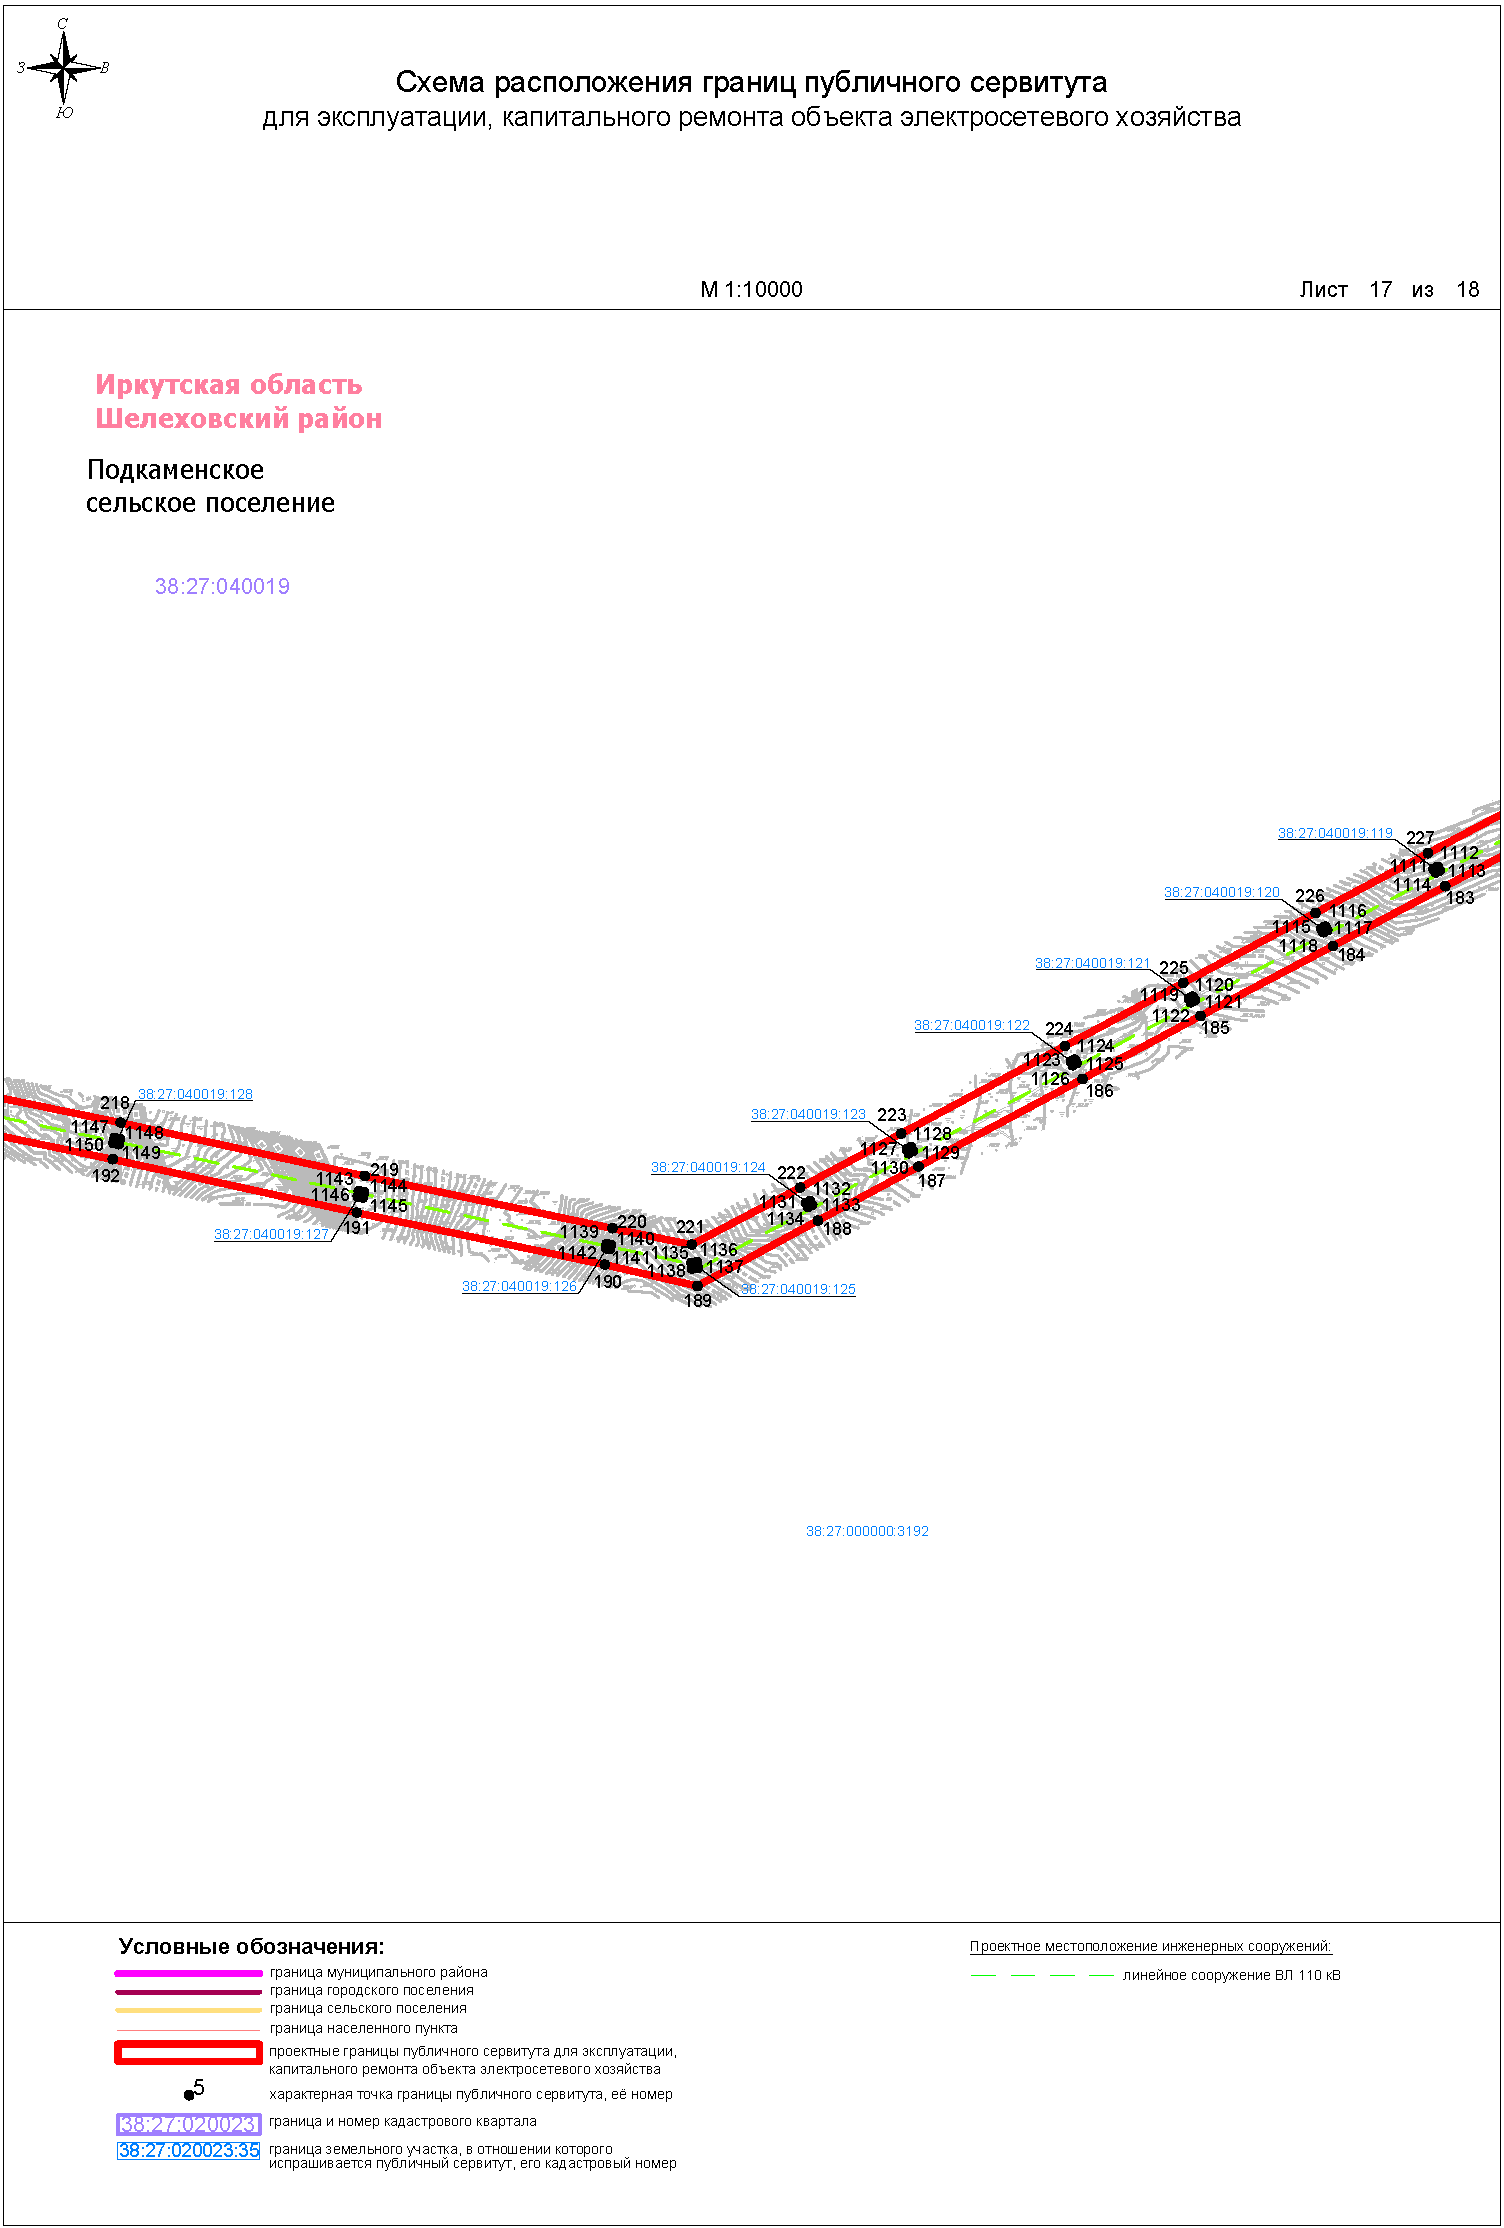 С
З В
Ю
Схема расположения границ публичного сервитута
для эксплуатации, капитального ремонта объекта электросетевого хозяйства
М 1:10000
Лист 17 из 18
Иркутская область
Шелеховский район
Подкаменское
сельское поселение
38:27:040019
38:27:040019:119
227
1111 1112
1113
1114
183
38:27:040019:120
226
1115 1116
1117
1118
184
38:27:040019:121
225
1119 1120
1121
1122
185
38:27:040019:122
224
1123 1124
1125
1126
186
38:27:040019:123
223
1127 1128
1129
1130
187
38:27:040019:124
222
1131 1132
1133
1134
188
38:27:040019:128
218
1147 1148
1150 1149
192
219
1143 1144
1146 1145
191
38:27:040019:127
220
1139 1140
1142 1141
190
38:27:040019:126
221
1135 1136
1138 1137
189
38:27:040019:125
38:27:000000:3192
Условные обозначения:
граница муниципального района
граница городского поселения
граница сельского поселения
граница населенного пункта
проектные границы публичного сервитута для эксплуатации,
капитального ремонта объекта электросетевого хозяйства
5
характерная точка границы публичного сервитута, её номер
38:27:020023
граница и номер кадастрового квартала
38:27:020023:35
граница земельного участка, в отношении которого
испрашивается публичный сервитут, его кадастровый номер
Проектное местоположение инженерных сооружений:
линейное сооружение ВЛ 110 кВ